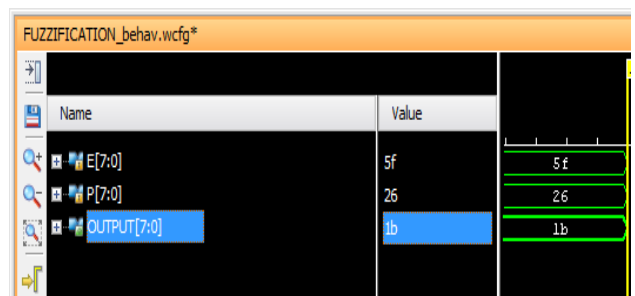 FUZZIFICATION_behav.wcfg*
Name Value
E[7:0] 5f 5f
P[7:0] 26 26
OUTPUT[7:0] 1b 1b